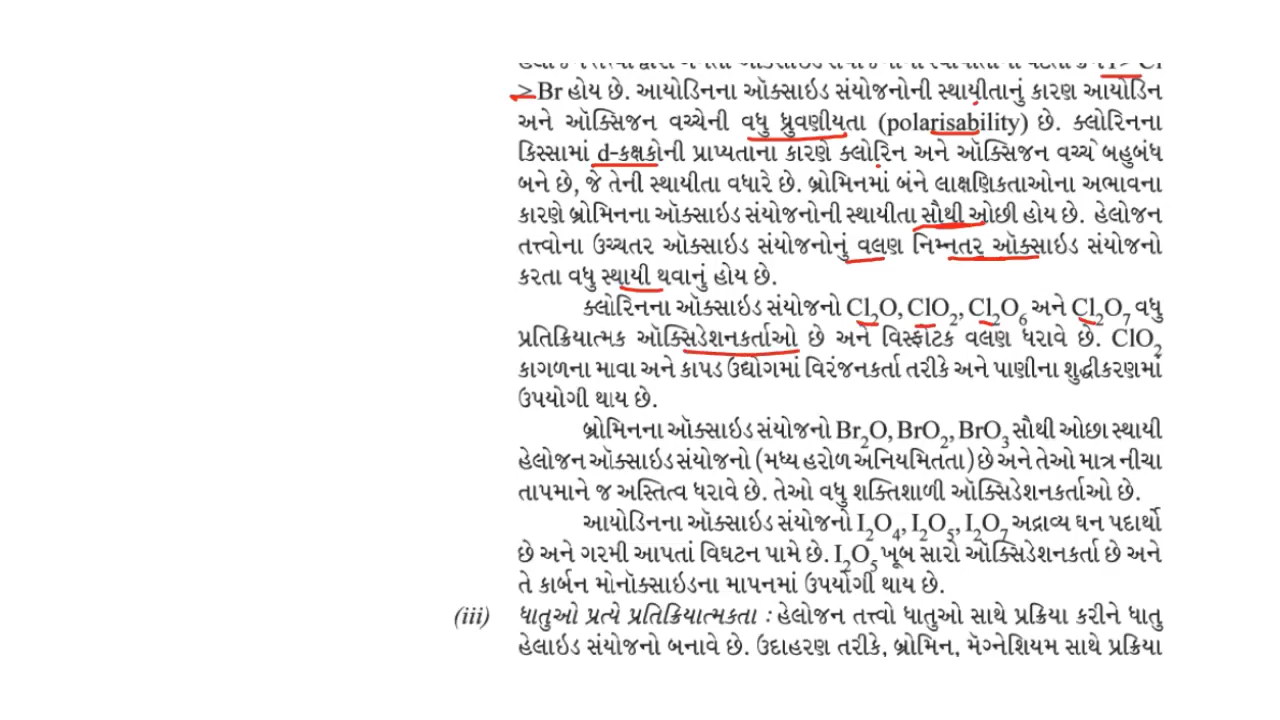 > Br હોય છે. આયોડિનના ઑક્સાઇડ સંયોજનોની સ્થાયીતાનું કારણ આયોડિન
અને ઑક્સિજન વચ્ચેની વધુ ધ્રુવણીયતા (polarisability) છે. ક્લોરિનના
કિસ્સામાં d-કક્ષકોની પ્રાપ્યતાના કારણે ક્લોરિન અને ઑક્સિજન વચ્ચે બહુબંધ
બને છે, જે તેની સ્થાયીતા વધારે છે. બ્રોમિનમાં બંને લાક્ષણિકતાઓના અભાવના
કારણે બ્રોમિનના ઑક્સાઇડ સંયોજનોની સ્થાયીતા સૌથી ઓછી હોય છે. હેલોજન
તત્ત્વોના ઉચ્ચતર ઑક્સાઇડ સંયોજનોનું વલણ નિમ્નતર ઑક્સાઇડ સંયોજનો
કરતા વધુ સ્થાયી થવાનું હોય છે.
ક્લોરિનના ઑક્સાઇડ સંયોજનો Cl₂O, ClO₂, Cl₂O₆ અને Cl₂O₇ વધુ
પ્રતિક્રિયાત્મક ઑક્સિડેશનકર્તાઓ છે અને વિસ્ફોટક વલણ ધરાવે છે. ClO₂
કાગળના માવા અને કાપડ ઉદ્યોગમાં વિરંજનકર્તા તરીકે અને પાણીના શુદ્ધીકરણમાં
ઉપયોગી થાય છે.
બ્રોમિનના ઑક્સાઇડ સંયોજનો Br₂O, BrO₂, BrO₃ સૌથી ઓછા સ્થાયી
હેલોજન ઑક્સાઇડ સંયોજનો (મધ્ય હરોળ અનિયમિતતા) છે અને તેઓ માત્ર નીચા
તાપમાને જ અસ્તિત્વ ધરાવે છે. તેઓ વધુ શક્તિશાળી ઑક્સિડેશનકર્તાઓ છે.
આયોડિનના ઑક્સાઇડ સંયોજનો I₂O₄, I₂O₅, I₂O₇ અદ્રાવ્ય ઘન પદાર્થો
છે અને ગરમી આપતાં વિઘટન પામે છે. I₂O₅ ખૂબ સારો ઑક્સિડેશનકર્તા છે અને
તે કાર્બન મોનૉક્સાઇડના માપનમાં ઉપયોગી થાય છે.
(iii) ધાતુઓ પ્રત્યે પ્રતિક્રિયાત્મકતા : હેલોજન તત્ત્વો ધાતુઓ સાથે પ્રક્રિયા કરીને ધાતુ
હેલાઇડ સંયોજનો બનાવે છે. ઉદાહરણ તરીકે, બ્રોમિન, મૅગ્નેશિયમ સાથે પ્રક્રિયા